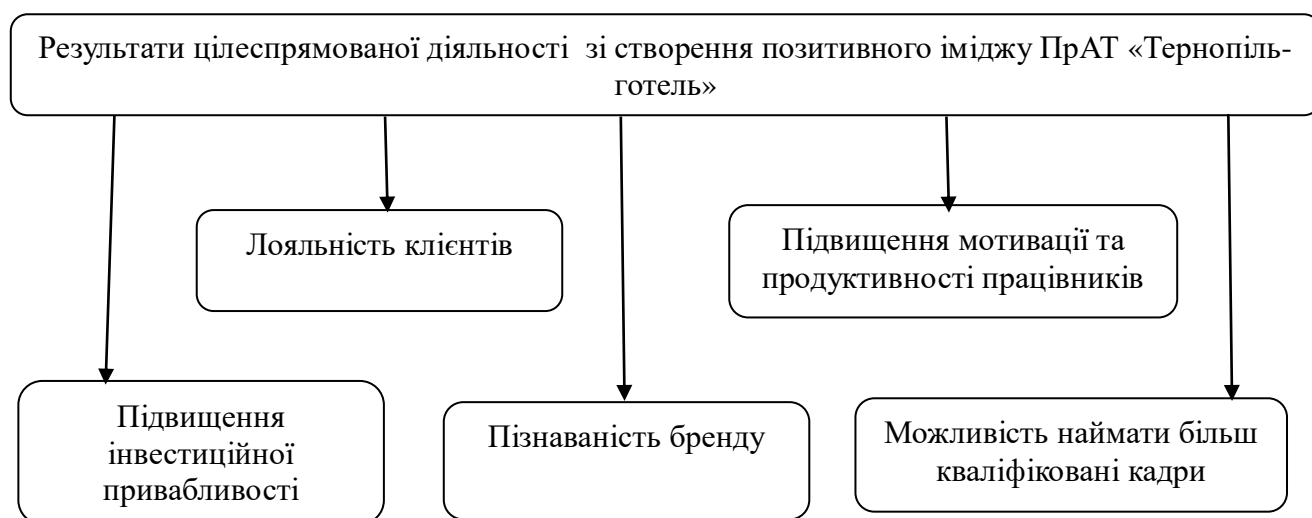 Результати цілеспрямованої діяльності зі створення позитивного іміджу ПрАТ «Тернопіль-
готель»
Лояльність клієнтів
Підвищення мотивації та
продуктивності працівників
Підвищення
інвестиційної
привабливості
Пізнаваність бренду
Можливість наймати більш
кваліфіковані кадри